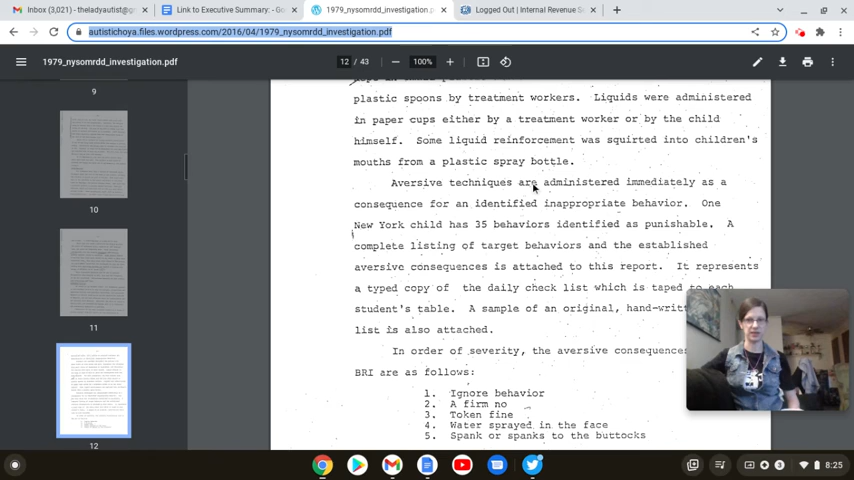 Inbox (3,021) - theladyautist@g
Link to Executive Summary: - Go
1979_nysomrdd_investigation.p
Logged Out | Internal Revenue S
autistichoya.files.wordpress.com/2016/04/1979_nysomrdd_investigation.pdf
1979_nysomrdd_investigation.pdf
12 / 43
100%
9
10
11
12
plastic spoons by treatment workers. Liquids were administered
in paper cups either by a treatment worker or by the child
himself. Some liquid reinforcement was squirted into children's
mouths from a plastic spray bottle.
Aversive techniques are administered immediately as a
consequence for an identified inappropriate behavior. One
New York child has 35 behaviors identified as punishable. A
complete listing of target behaviors and the established
aversive consequences is attached to this report. It represents
a typed copy of the daily check list which is taped to each
student's table. A sample of an original, hand-writt
list is also attached.
In order of severity, the aversive consequences
BRI are as follows:
1. Ignore behavior
2. A firm no
3. Token fine
4. Water sprayed in the face
5. Spank or spanks to the buttocks
3
8:25